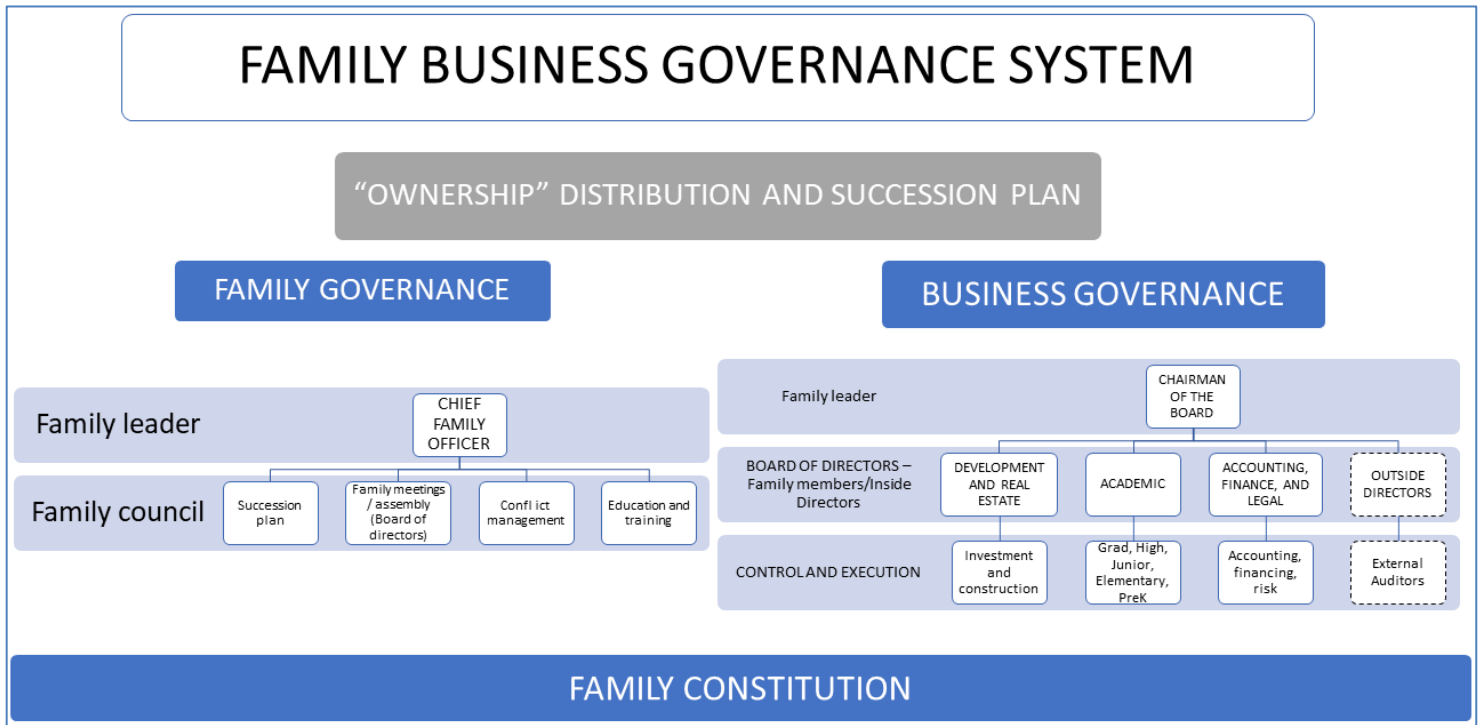 FAMILY BUSINESS GOVERNANCE SYSTEM
“OWNERSHIP” DISTRIBUTION AND SUCCESSION PLAN
FAMILY GOVERNANCE
Family leader
CHIEF
FAMILY
OFFICER
Family council
Succession
plan
Family meetings
/ assembly
(Board of
directors)
Confl ict
management
Education and
training
BUSINESS GOVERNANCE
Family leader
CHAIRMAN
OF THE
BOARD
BOARD OF DIRECTORS –
Family members/Inside
Directors
DEVELOPMENT
AND REAL
ESTATE
ACADEMIC
ACCOUNTING,
FINANCE, AND
LEGAL
OUTSIDE
DIRECTORS
CONTROL AND EXECUTION
Investment
and
construction
Grad, High,
Junior,
Elementary,
PreK
Accounting,
financing,
risk
External
Auditors
FAMILY CONSTITUTION